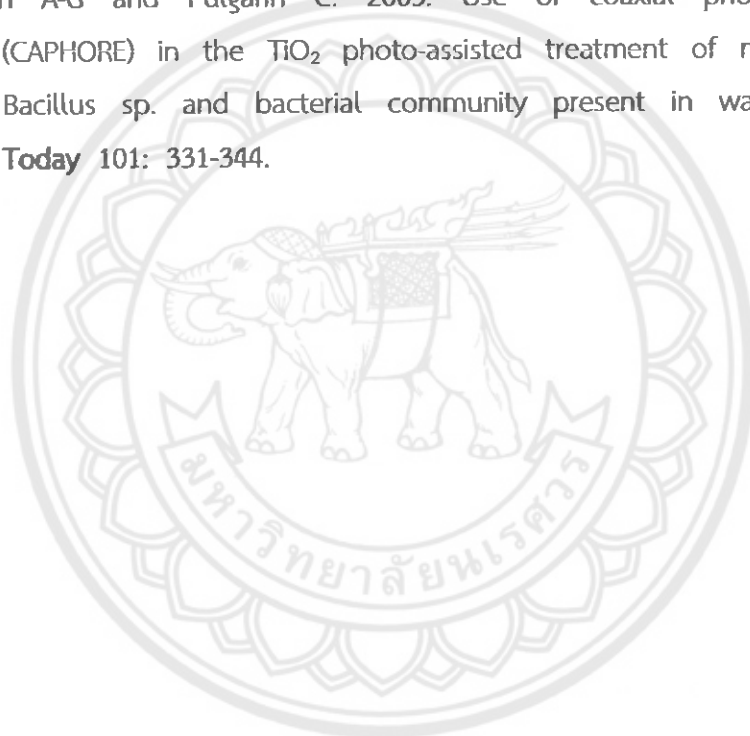 A-G and Pulgarin C. 2005. Use of coaxial
(CAPHORE) in the TiO₂ photo-assisted treatment of
Bacillus sp. and bacterial community present in
Today 101: 331-344.
มหาวิทยาลัยนเรศวร